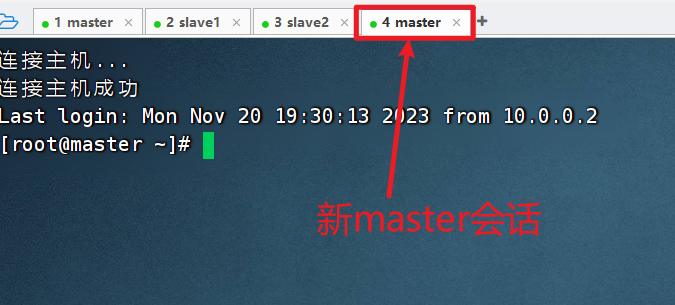 1 master × 2 slave1 × 3 slave2 × 4 master × +
连接主机...
连接主机成功
Last login: Mon Nov 20 19:30:13 2023 from 10.0.0.2
[root@master ~]#
新master会话